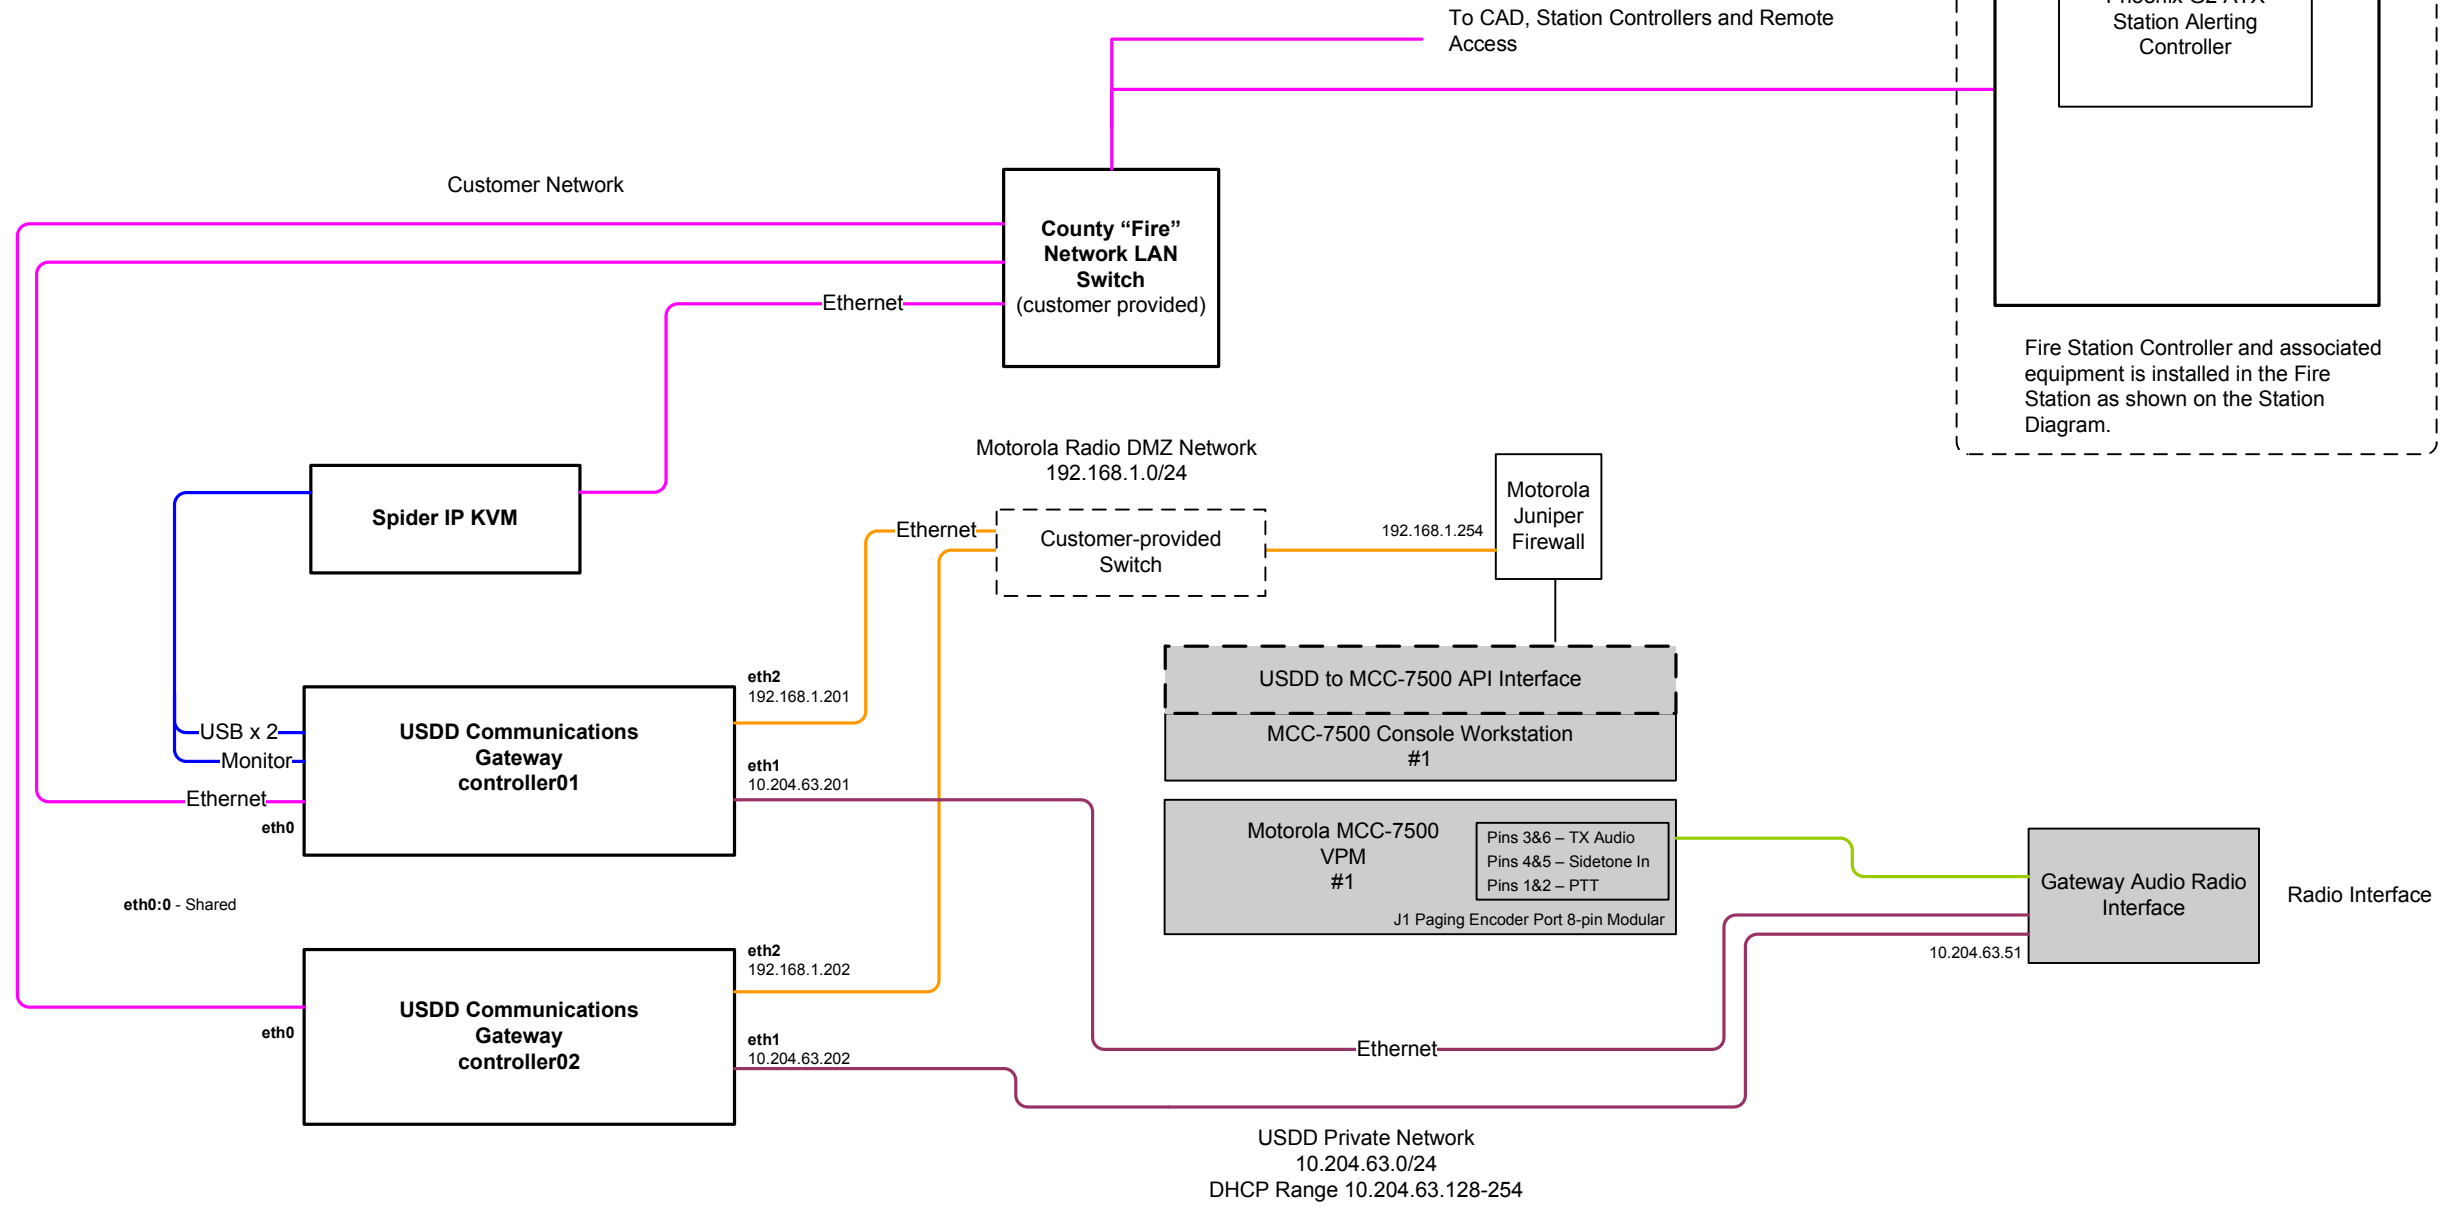 To CAD, Station Controllers and Remote
Access
Station Alerting
Controller
Customer Network
County “Fire”
Network LAN
Switch
(customer provided)
Ethernet
Fire Station Controller and associated
equipment is installed in the Fire
Station as shown on the Station
Diagram.
Motorola Radio DMZ Network
192.168.1.0/24
Spider IP KVM
Ethernet
Customer-provided
Switch
192.168.1.254
Motorola
Juniper
Firewall
eth2
192.168.1.201
USDD to MCC-7500 API Interface
MCC-7500 Console Workstation
#1
USB x 2
Monitor
Ethernet
eth0
USDD Communications
Gateway
controller01
eth1
10.204.63.201
Motorola MCC-7500
VPM
#1
Pins 3&6 – TX Audio
Pins 4&5 – Sidetone In
Pins 1&2 – PTT
J1 Paging Encoder Port 8-pin Modular
Gateway Audio Radio
Interface
Radio Interface
10.204.63.51
eth0:0 - Shared
eth2
192.168.1.202
USDD Communications
Gateway
controller02
eth0
eth1
10.204.63.202
Ethernet
USDD Private Network
10.204.63.0/24
DHCP Range 10.204.63.128-254